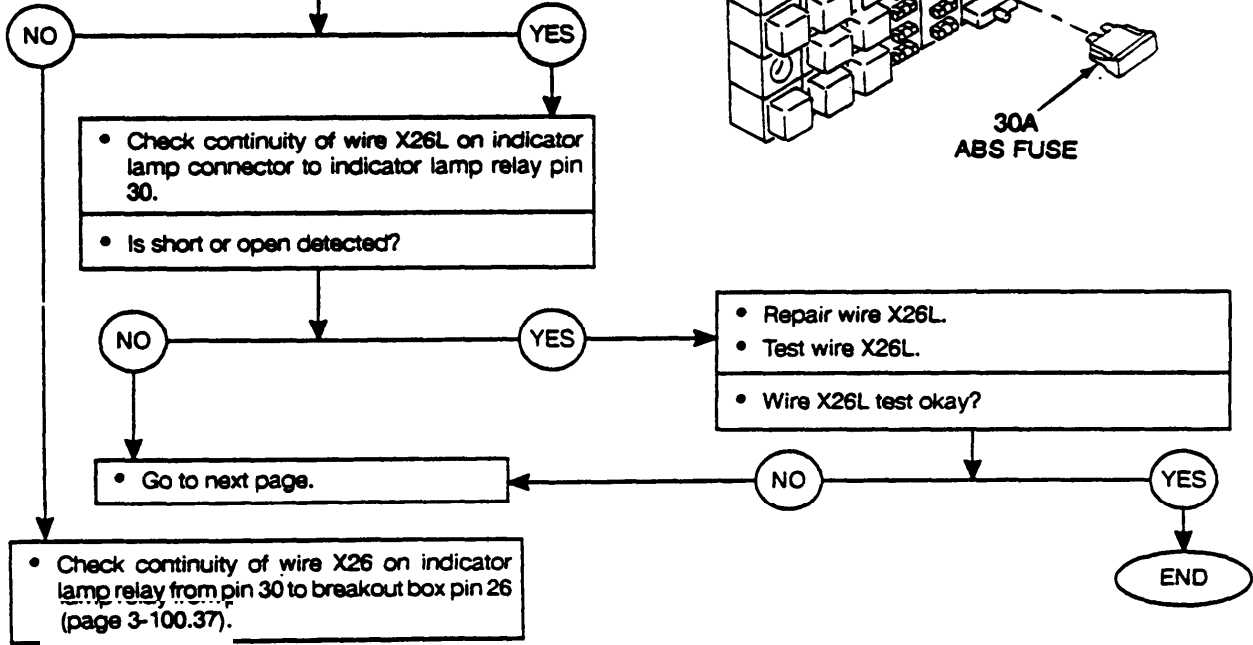 NO
YES
30A
ABS FUSE
• Check continuity of wire X26L on indicator
lamp connector to indicator lamp relay pin
30.
• Is short or open detected?
NO
YES
• Repair wire X26L.
• Test wire X26L.
• Wire X26L test okay?
• Go to next page.
NO
YES
END
• Check continuity of wire X26 on indicator
lamp relay from pin 30 to breakout box pin 26
(page 3-100.37).